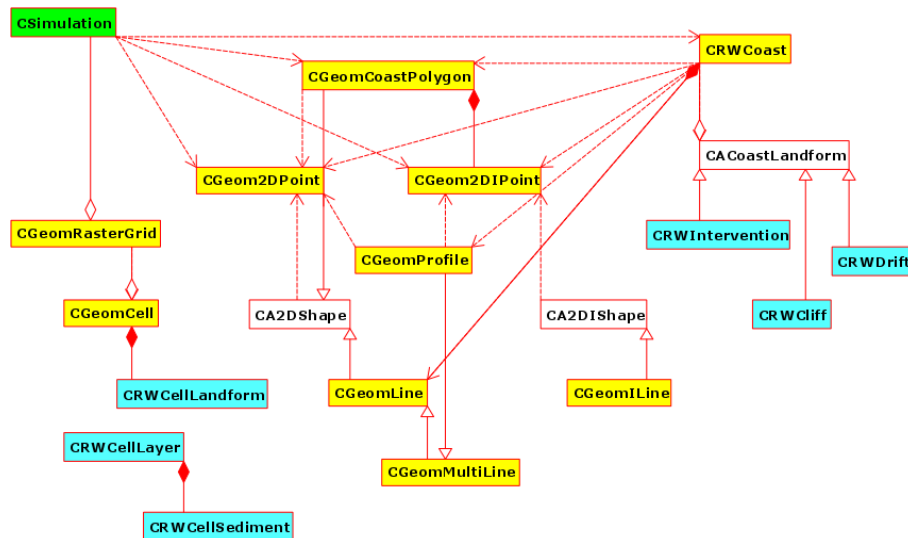 CSimulation
CRWCoast
CGeomCoastPolygon
CACoastLandform
CGeom2DPoint
CGeom2DIPoint
CGeomRasterGrid
CRWIntervention
CGeomProfile
CRWDrift
CGeomCell
CA2DShape
CA2DIShape
CRWCliff
CRWCellLandform
CGeomLine
CGeomILine
CRWCellLayer
CGeomMultiLine
CRWCellSediment